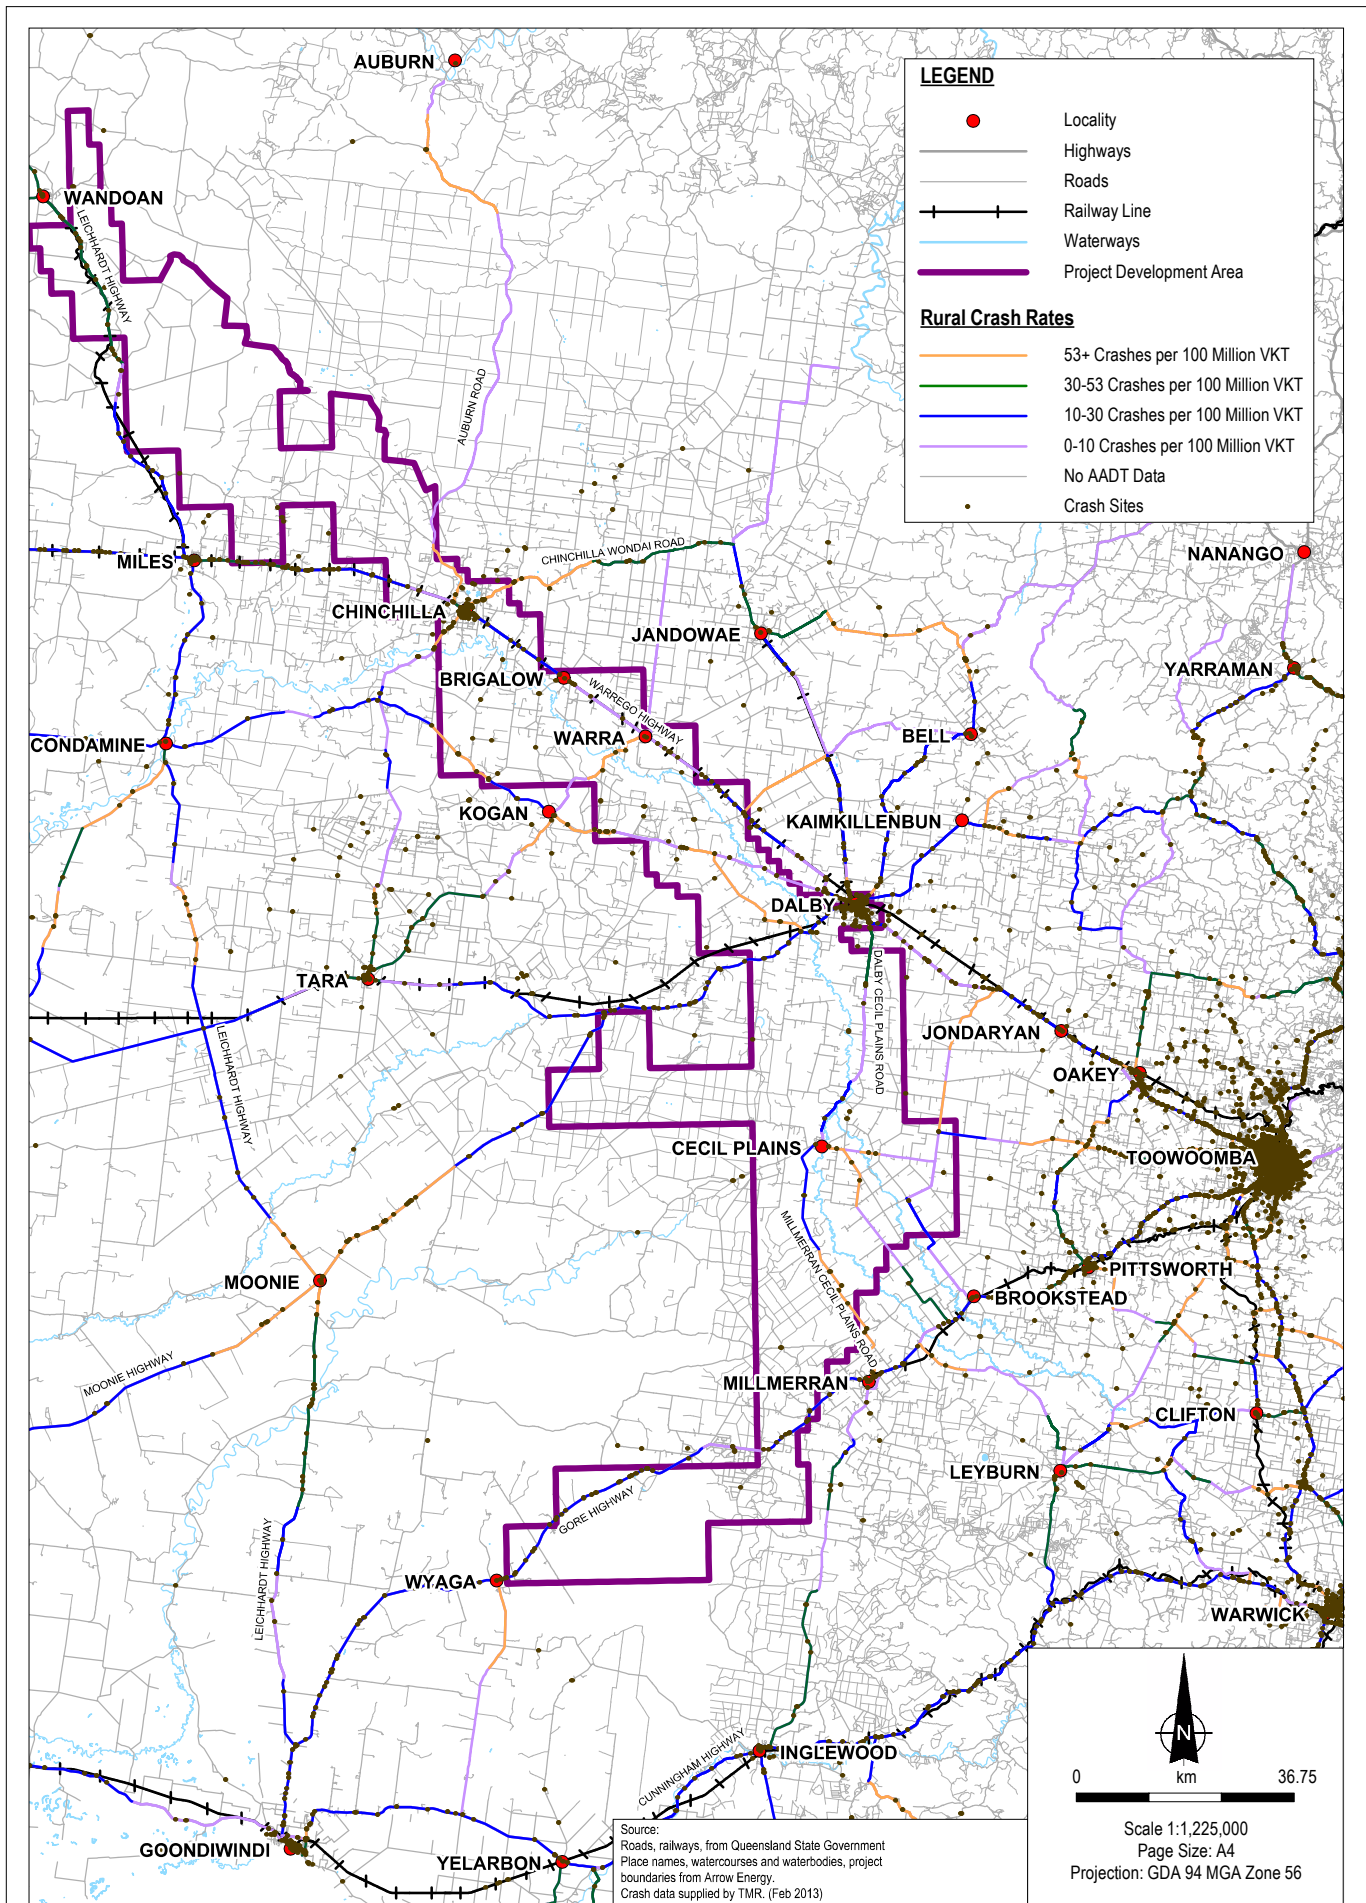 AUBURN
LEGEND
Locality
Highways
Roads
Railway Line
Waterways
Project Development Area
Rural Crash Rates
53+ Crashes per 100 Million VKT
30-53 Crashes per 100 Million VKT
10-30 Crashes per 100 Million VKT
0-10 Crashes per 100 Million VKT
No AADT Data
Crash Sites
WANDOAN
LEICHHARDT HIGHWAY
AUBURN ROAD
CHINCHILLA WONDAI ROAD
MILES
NANANGO
CHINCHILLA
JANDOWAE
YARRAMAN
BRIGALOW
WARREGO HIGHWAY
CONDAMINE
WARRA
BELL
KOGAN
KAIMKILLENBUN
DALBY
TARA
DALBY CECIL PLAINS ROAD
LEICHHARDT HIGHWAY
JONDARYAN
OAKEY
CECIL PLAINS
TOOWOOMBA
MILLMERRAN CECIL PLAINS ROAD
MOONIE
PITTSWORTH
BROOKSTEAD
MOONIE HIGHWAY
MILLMERRAN
CLIFTON
LEYBURN
GORE HIGHWAY
LEICHHARDT HIGHWAY
WYAGA
WARWICK
INGLEWOOD
CUNNINGHAM HIGHWAY
GOONDIWINDI
YELARBON
Source:
Roads, railways, from Queensland State Government
Place names, watercourses and waterbodies, project
boundaries from Arrow Energy.
Crash data supplied by TMR. (Feb 2013)
N
0 km 36.75
Scale 1:1,225,000
Page Size: A4
Projection: GDA 94 MGA Zone 56